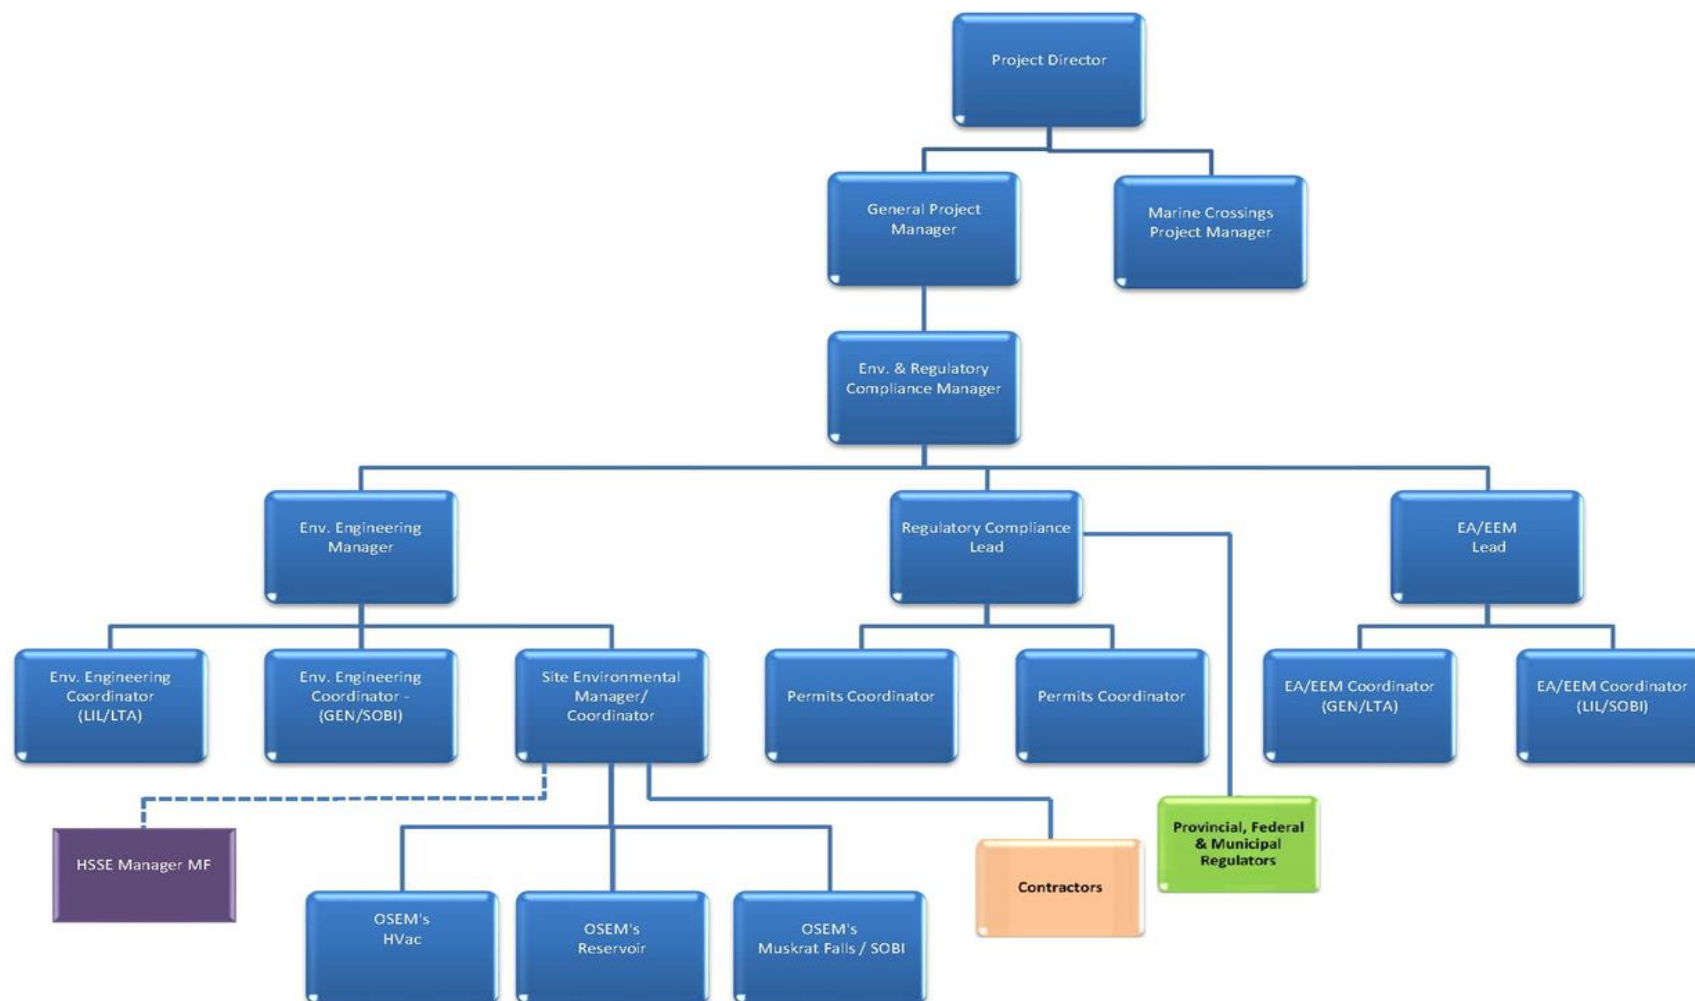 Project Director
General Project
Manager
Marine Crossings
Project Manager
Env. & Regulatory
Compliance Manager
Env. Engineering
Manager
Regulatory Compliance
Lead
EA/EEM
Lead
Env. Engineering
Coordinator
(LIL/LTA)
Env. Engineering
Coordinator -
(GEN/SOBI)
Site Environmental
Manager/
Coordinator
Permits Coordinator
Permits Coordinator
EA/EEM Coordinator
(GEN/LTA)
EA/EEM Coordinator
(LIL/SOBI)
HSSE Manager MF
Provincial, Federal
& Municipal
Regulators
Contractors
OSEM's
HVac
OSEM's
Reservoir
OSEM's
Muskrat Falls / SOBI